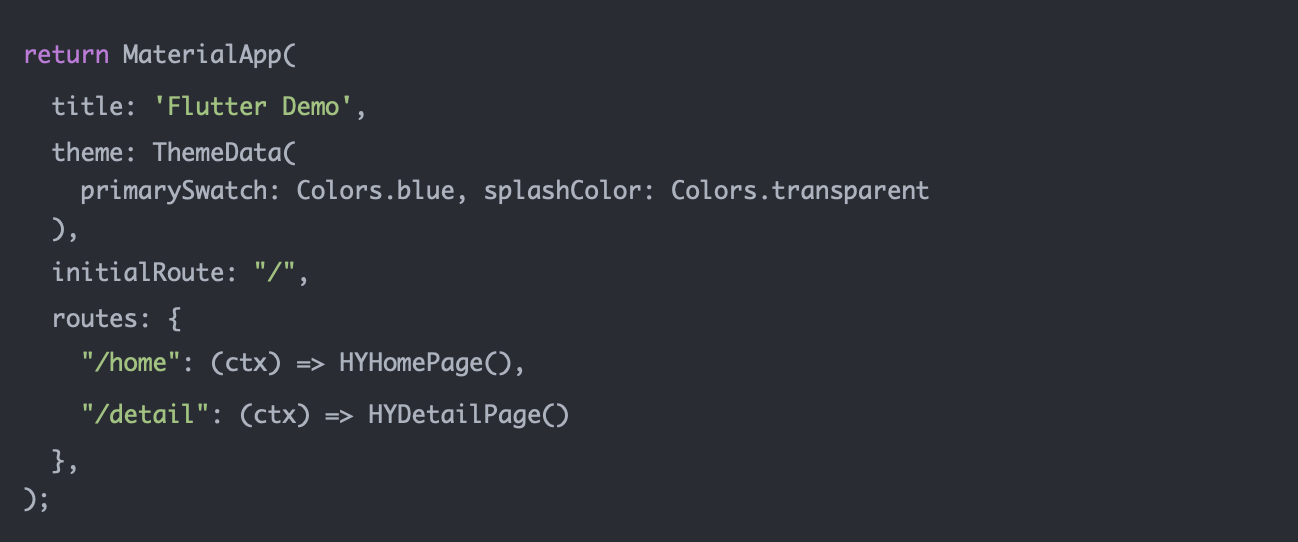 return MaterialApp(
  title: 'Flutter Demo',
  theme: ThemeData(
    primarySwatch: Colors.blue, splashColor: Colors.transparent
  ),
  initialRoute: "/",
  routes: {
    "/home": (ctx) => HYHomePage(),
    "/detail": (ctx) => HYDetailPage()
  },
);